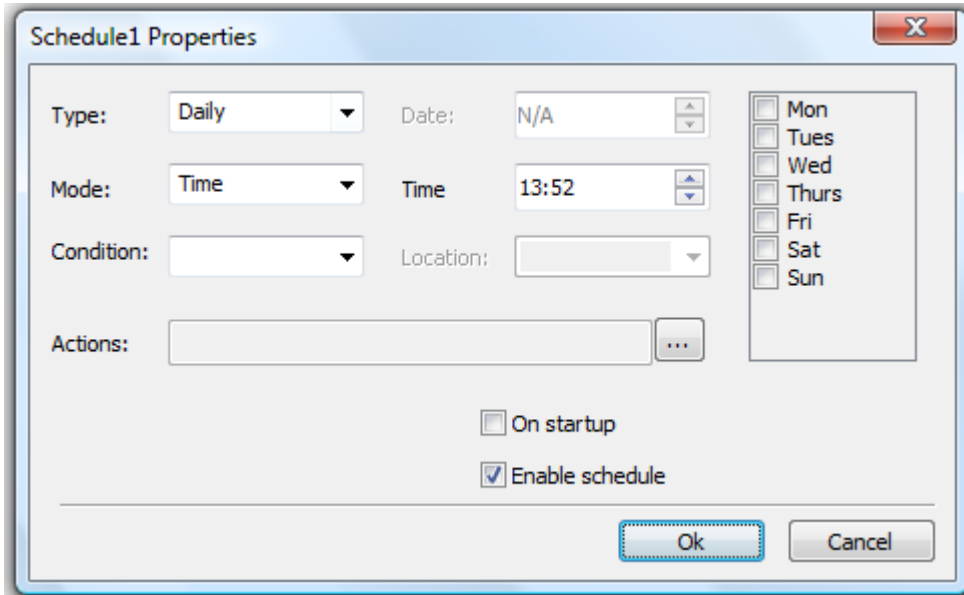 Schedule1 Properties
Type: Daily Date: N/A
Mode: Time Time 13:52
Condition: Location:
Actions: ...
Mon
Tues
Wed
Thurs
Fri
Sat
Sun
On startup
Enable schedule
Ok Cancel